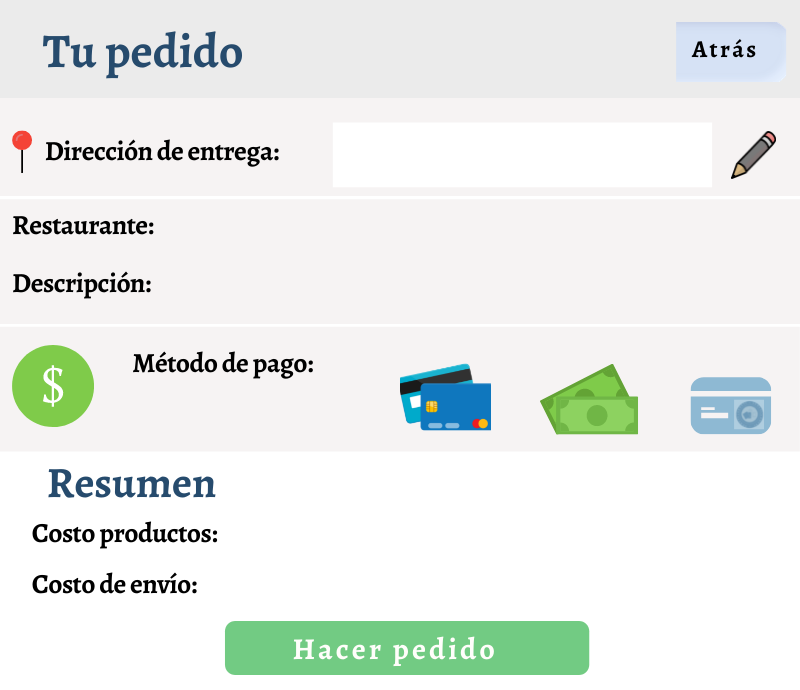 Tu pedido
Atrás
Dirección de entrega:
Restaurante:
Descripción:
$
Método de pago:
Resumen
Costo productos:
Costo de envío:
Hacer pedido